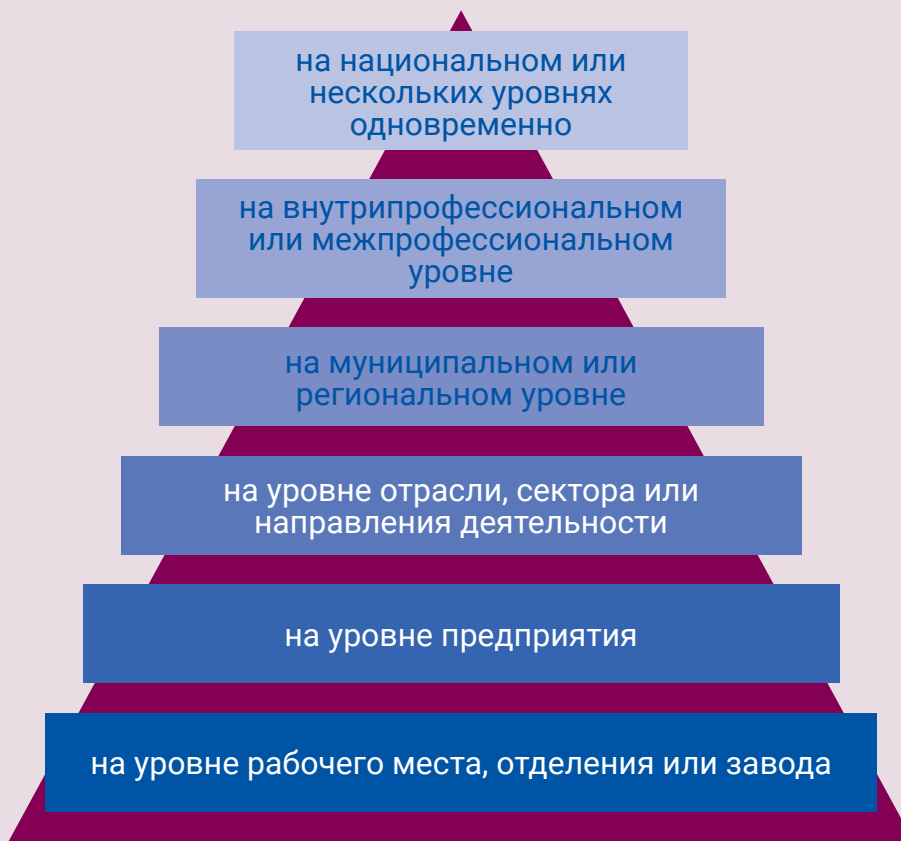 на национальном или
нескольких уровнях
одновременно
на внутрипрофессиональном
или межпрофессиональном
уровне
на муниципальном или
региональном уровне
на уровне отрасли, сектора или
направления деятельности
на уровне предприятия
на уровне рабочего места, отделения или завода